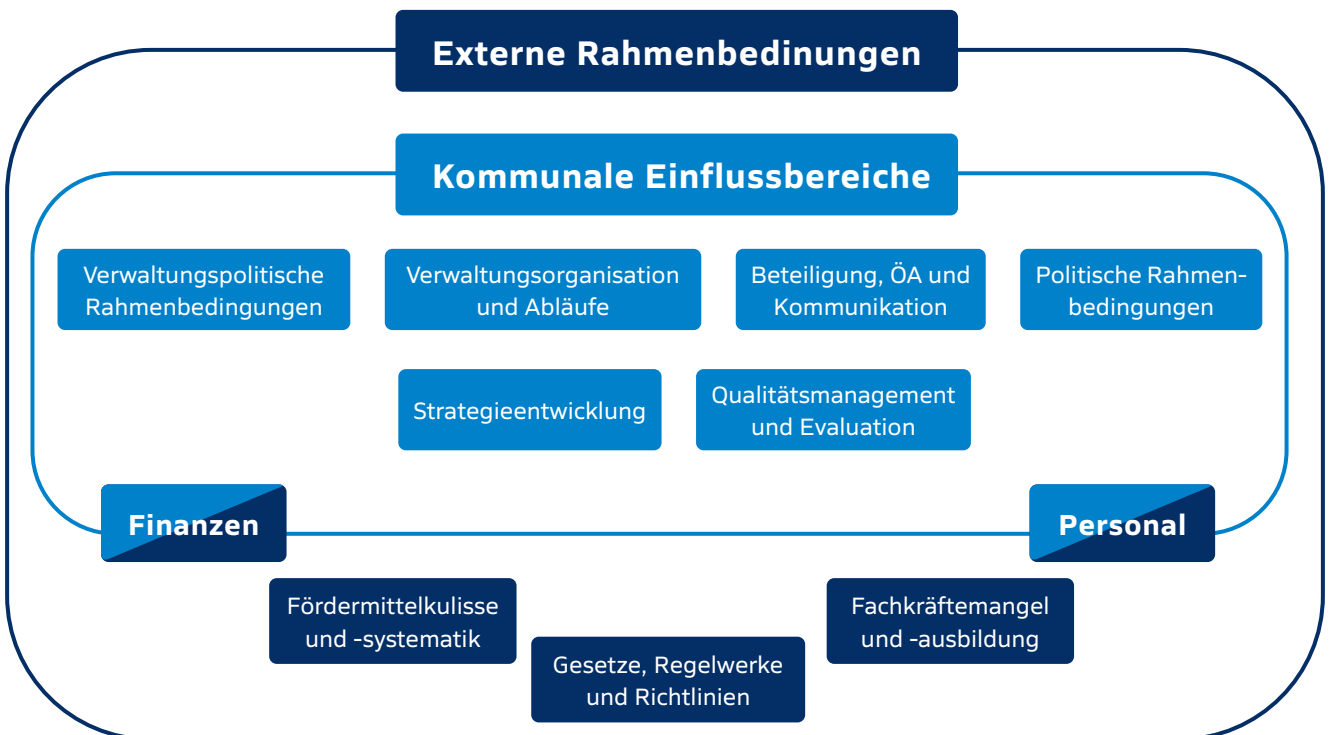 Externe Rahmenbedinungen
Kommunale Einflussbereiche
Verwaltungspolitische
Rahmenbedingungen
Verwaltungsorganisation
und Abläufe
Beteiligung, ÖA und
Kommunikation
Politische Rahmen-
bedingungen
Strategieentwicklung
Qualitätsmanagement
und Evaluation
Finanzen
Personal
Fördermittelkulisse
und -systematik
Fachkräftemangel
und -ausbildung
Gesetze, Regelwerke
und Richtlinien